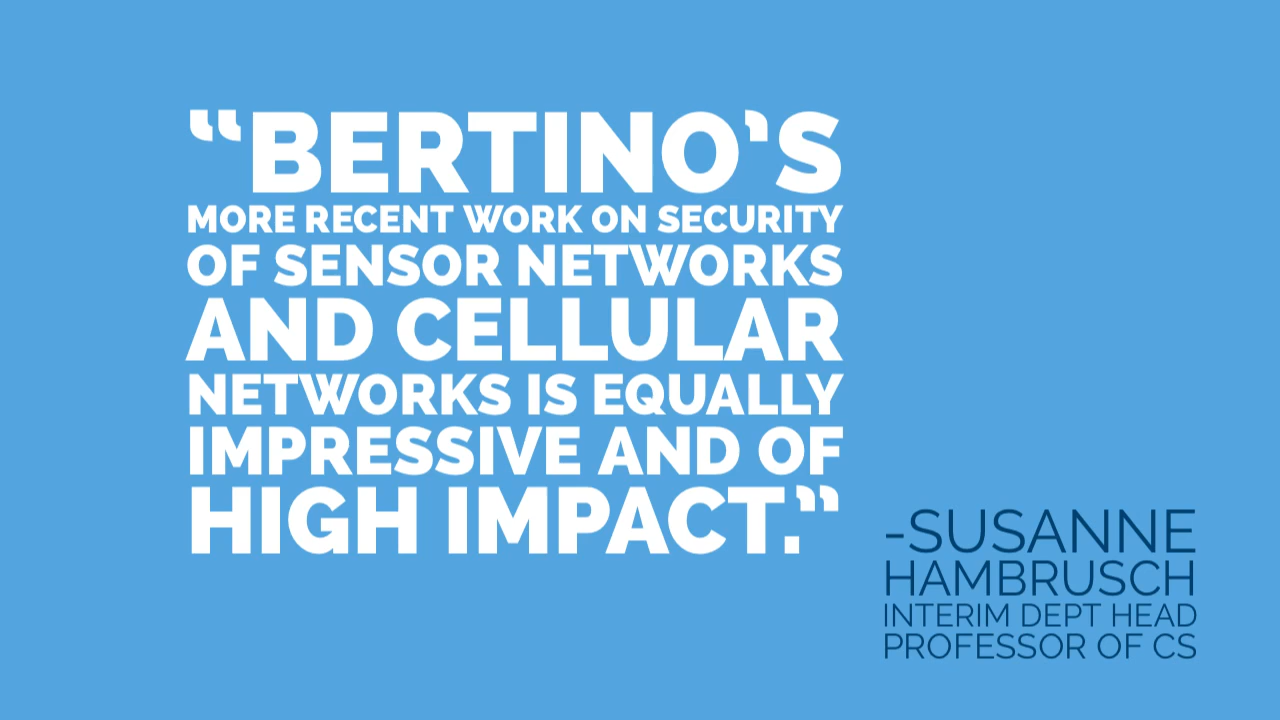 “BERTINO’S
MORE RECENT WORK ON SECURITY
OF SENSOR NETWORKS
AND CELLULAR
NETWORKS IS EQUALLY
IMPRESSIVE AND OF
HIGH IMPACT.”
-SUSANNE
HAMBRUSCH
INTERIM DEPT HEAD
PROFESSOR OF CS